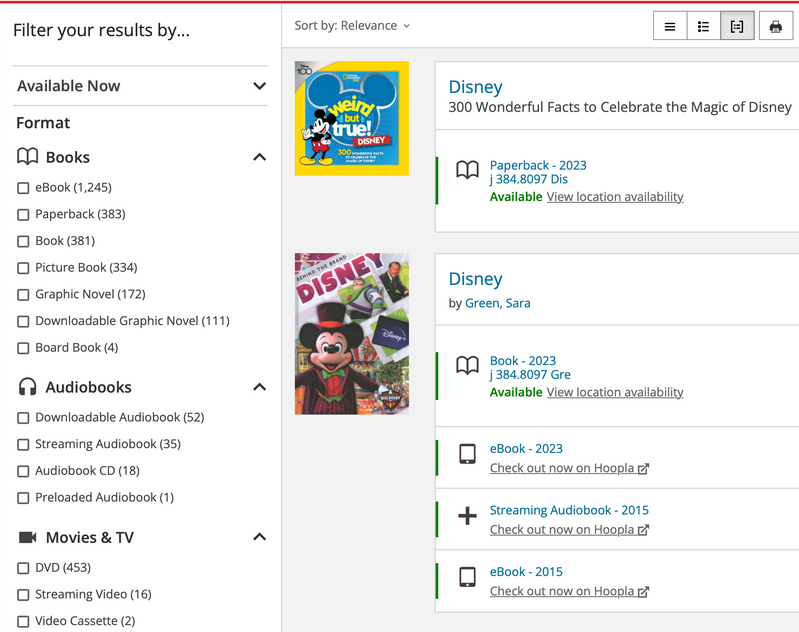 Filter your results by...
Available Now
Format
Books
eBook (1,245)
Paperback (383)
Book (381)
Picture Book (334)
Graphic Novel (172)
Downloadable Graphic Novel (111)
Board Book (4)
Audiobooks
Downloadable Audiobook (52)
Streaming Audiobook (35)
Audiobook CD (18)
Preloaded Audiobook (1)
Movies & TV
DVD (453)
Streaming Video (16)
Video Cassette (2)
Sort by: Relevance
Disney
100
NATIONAL
GEOGRAPHIC
KIDS
weird
but
true!
DISNEY
300 WONDERFUL FACTS
TO CELEBRATE THE
MAGIC OF DISNEY
Disney
300 Wonderful Facts to Celebrate the Magic of Disney
Paperback - 2023
j 384.8097 Dis
Available View location availability
BEHIND THE BRAND
DISNEY
Disney+
Disney
by Green, Sara
Book - 2023
j 384.8097 Gre
Available View location availability
eBook - 2023
Check out now on Hoopla
Streaming Audiobook - 2015
Check out now on Hoopla
eBook - 2015
Check out now on Hoopla